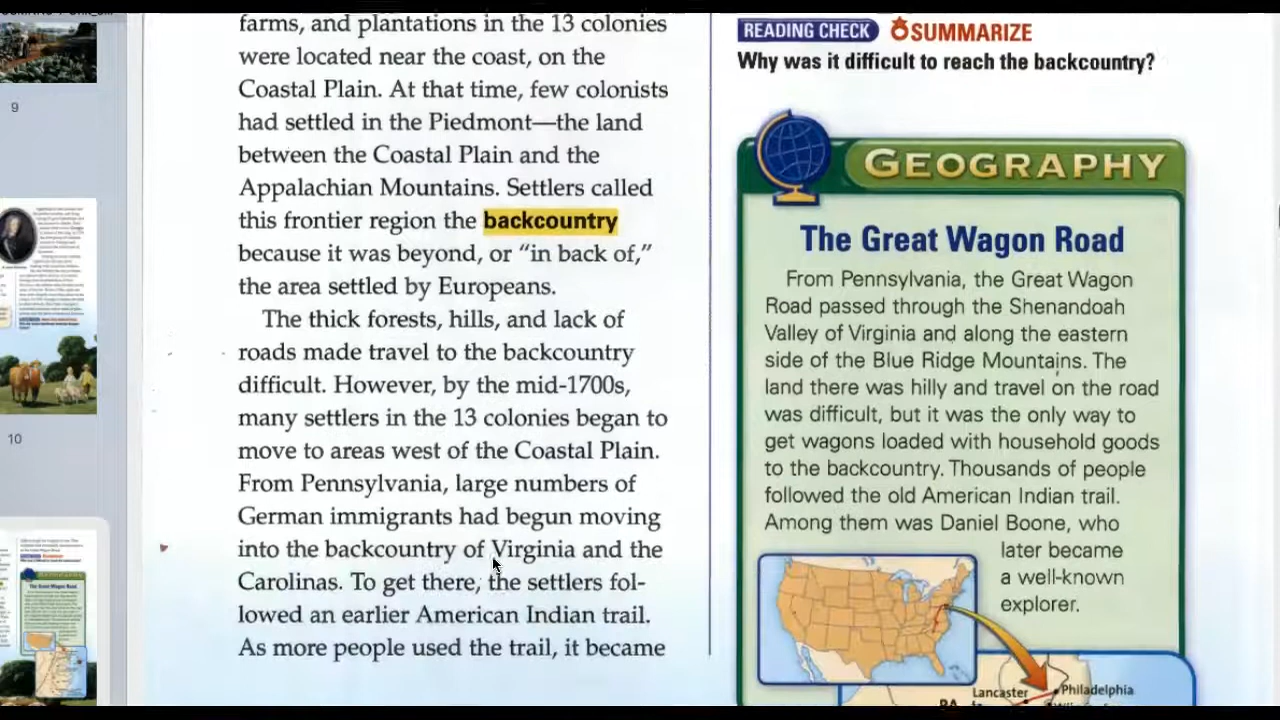 9
10
farms, and plantations in the 13 colonies
were located near the coast, on the
Coastal Plain. At that time, few colonists
had settled in the Piedmont—the land
between the Coastal Plain and the
Appalachian Mountains. Settlers called
this frontier region the backcountry
because it was beyond, or “in back of,”
the area settled by Europeans.
The thick forests, hills, and lack of
roads made travel to the backcountry
difficult. However, by the mid-1700s,
many settlers in the 13 colonies began to
move to areas west of the Coastal Plain.
From Pennsylvania, large numbers of
German immigrants had begun moving
into the backcountry of Virginia and the
Carolinas. To get there, the settlers fol-
lowed an earlier American Indian trail.
As more people used the trail, it became
READING CHECK SUMMARIZE
Why was it difficult to reach the backcountry?
GEOGRAPHY
The Great Wagon Road
From Pennsylvania, the Great Wagon
Road passed through the Shenandoah
Valley of Virginia and along the eastern
side of the Blue Ridge Mountains. The
land there was hilly and travel on the road
was difficult, but it was the only way to
get wagons loaded with household goods
to the backcountry. Thousands of people
followed the old American Indian trail.
Among them was Daniel Boone, who
later became
a well-known
explorer.
Lancaster
Philadelphia
PA